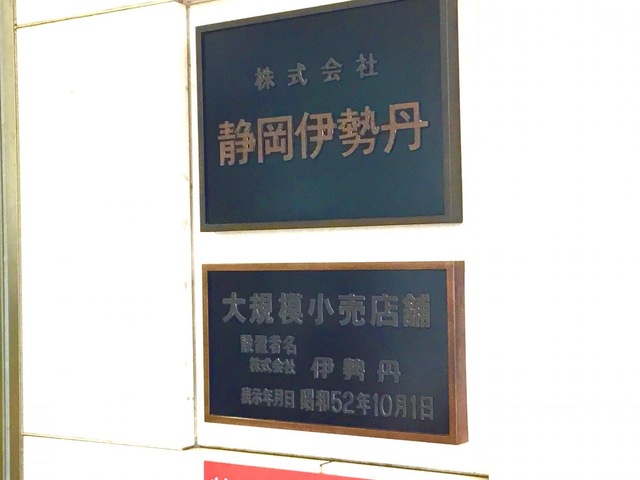 株式会社
静岡伊勢丹
大規模小売店舗
設置者名
株式会社 伊勢丹
表示年月日 昭和52年10月1日